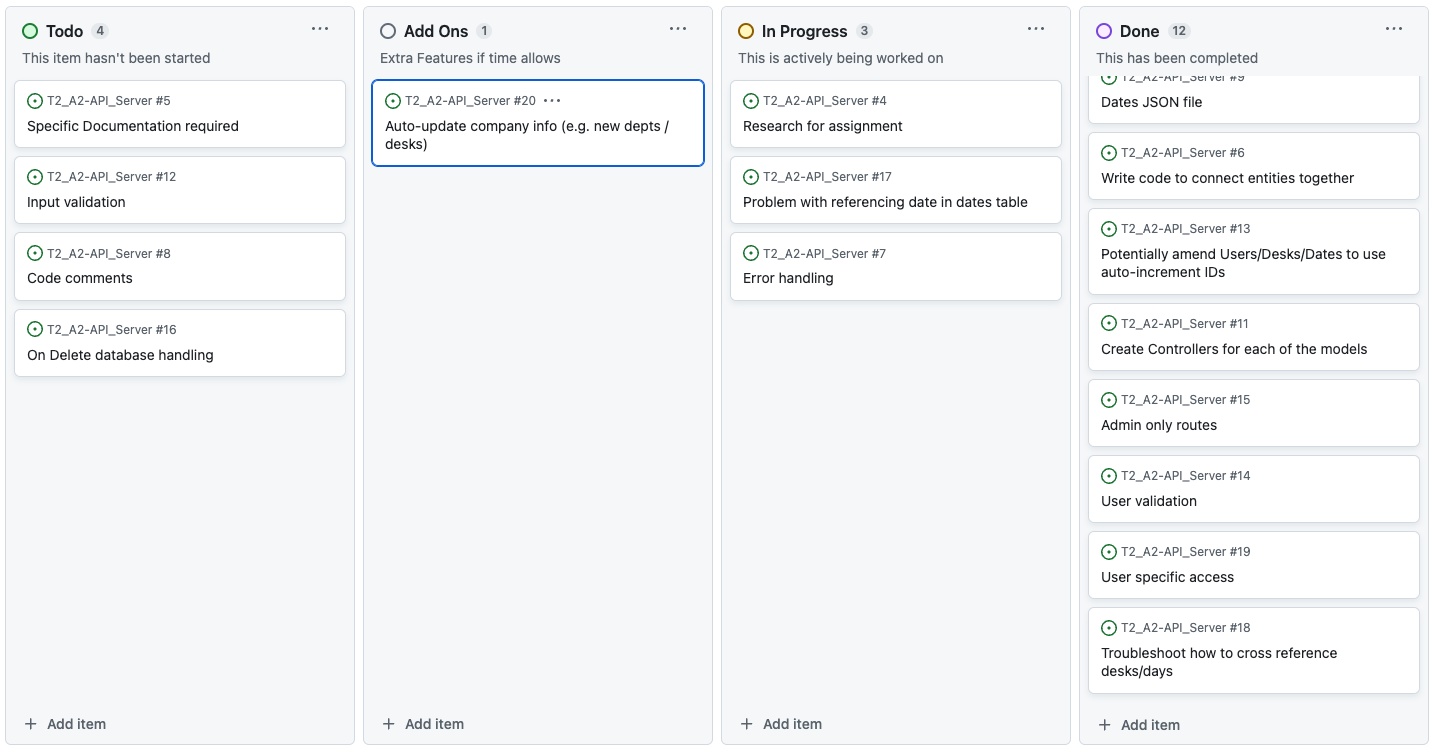 Todo 4
This item hasn't been started
T2_A2-API_Server #5
Specific Documentation required
T2_A2-API_Server #12
Input validation
T2_A2-API_Server #8
Code comments
T2_A2-API_Server #16
On Delete database handling
+ Add item
Add Ons 1
Extra Features if time allows
T2_A2-API_Server #20
Auto-update company info (e.g. new depts /
desks)
+ Add item
In Progress 3
This is actively being worked on
T2_A2-API_Server #4
Research for assignment
T2_A2-API_Server #17
Problem with referencing date in dates table
T2_A2-API_Server #7
Error handling
+ Add item
Done 12
This has been completed
T2_A2-API_Server #9
Dates JSON file
T2_A2-API_Server #6
Write code to connect entities together
T2_A2-API_Server #13
Potentially amend Users/Desks/Dates to use
auto-increment IDs
T2_A2-API_Server #11
Create Controllers for each of the models
T2_A2-API_Server #15
Admin only routes
T2_A2-API_Server #14
User validation
T2_A2-API_Server #19
User specific access
T2_A2-API_Server #18
Troubleshoot how to cross reference
desks/days
+ Add item